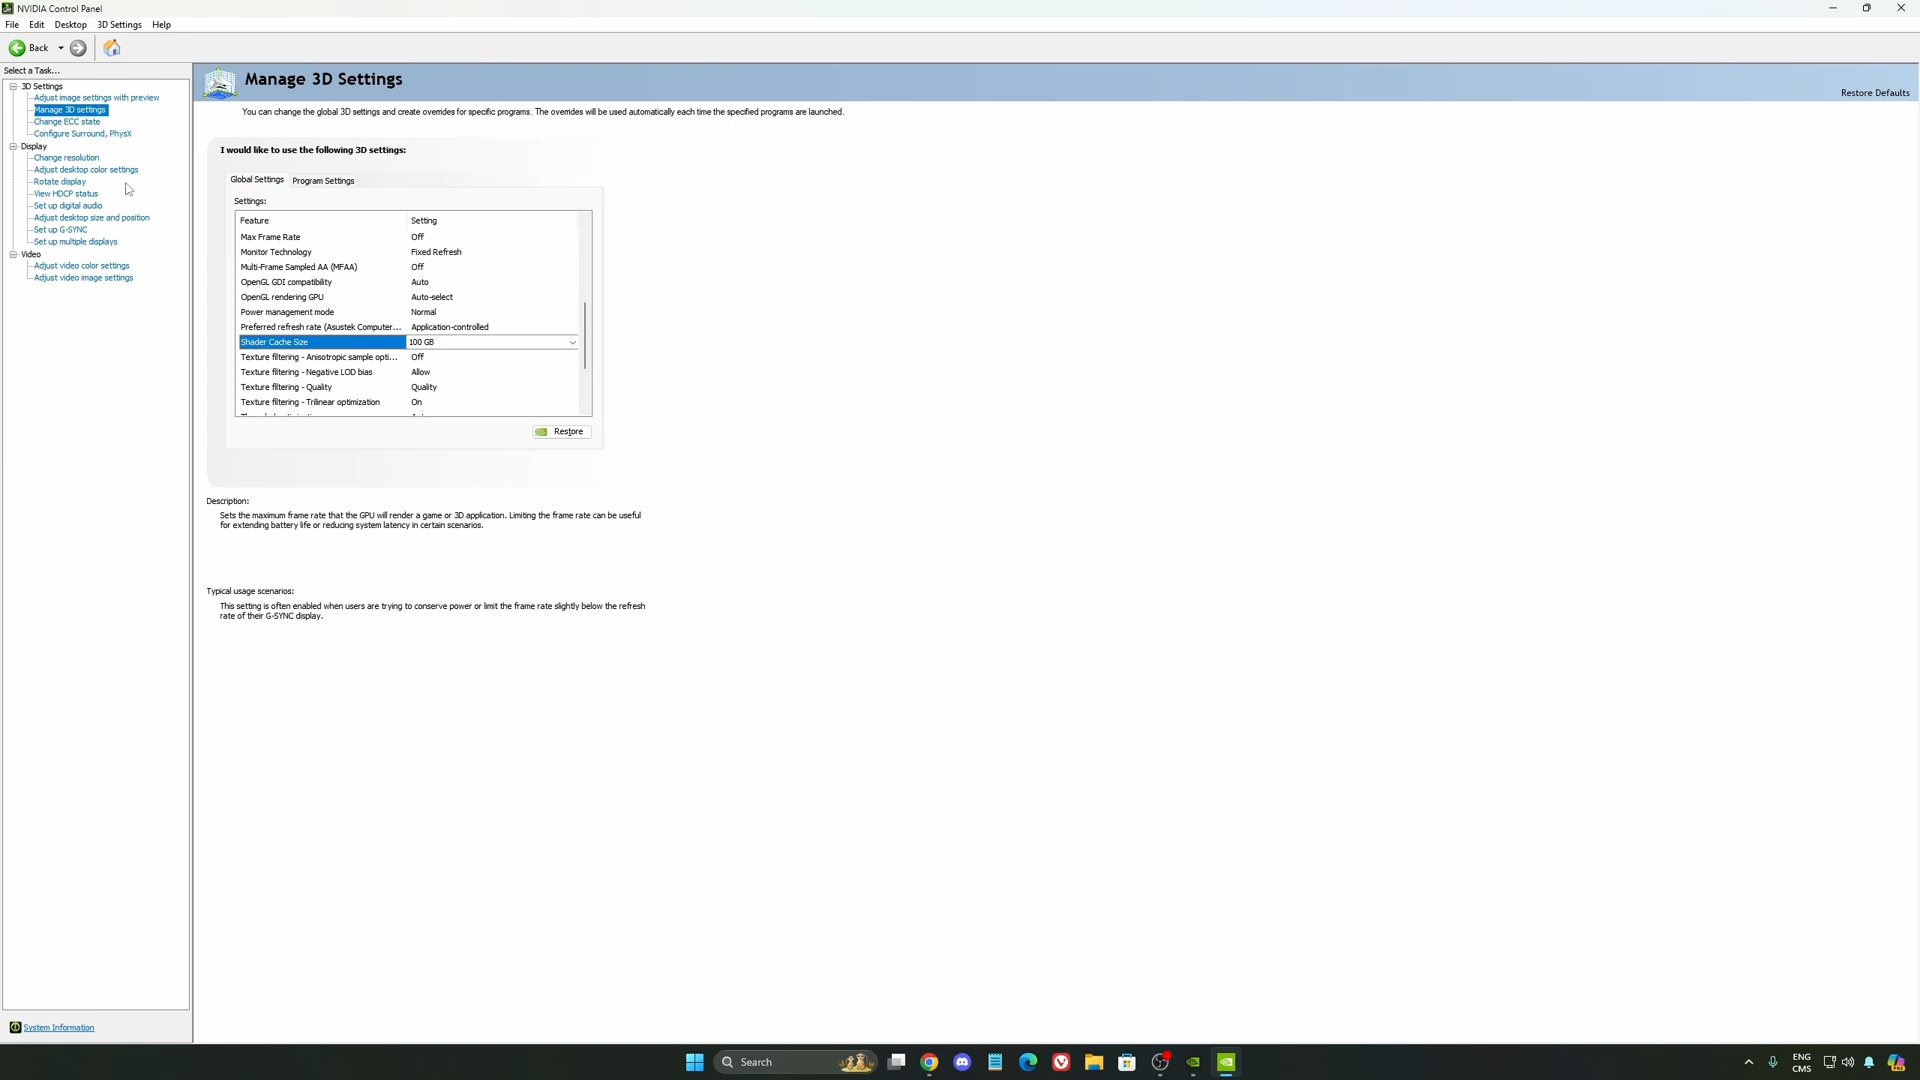 NVIDIA Control Panel
File Edit Desktop 3D Settings Help
Back
Select a Task...
3D Settings
Adjust image settings with preview
Manage 3D settings
Change ECC state
Configure Surround, PhysX
Display
Change resolution
Adjust desktop color settings
Rotate display
View HDCP status
Set up digital audio
Adjust desktop size and position
Set up G-SYNC
Set up multiple displays
Video
Adjust video color settings
Adjust video image settings
System Information
Manage 3D Settings
Restore Defaults
You can change the global 3D settings and create overrides for specific programs. The overrides will be used automatically each time the specified programs are launched.
I would like to use the following 3D settings:
Global Settings Program Settings
Settings:
Feature Setting
Max Frame Rate Off
Monitor Technology Fixed Refresh
Multi-Frame Sampled AA (MFAA) Off
OpenGL GDI compatibility Auto
OpenGL rendering GPU Auto-select
Power management mode Normal
Preferred refresh rate (Asustek Computer... Application-controlled
Shader Cache Size 100 GB
Texture filtering - Anisotropic sample opti... Off
Texture filtering - Negative LOD bias Allow
Texture filtering - Quality Quality
Texture filtering - Trilinear optimization On
Restore
Description:
Sets the maximum frame rate that the GPU will render a game or 3D application. Limiting the frame rate can be useful
for extending battery life or reducing system latency in certain scenarios.
Typical usage scenarios:
This setting is often enabled when users are trying to conserve power or limit the frame rate slightly below the refresh
rate of their G-SYNC display.
Search
ENG
CMS